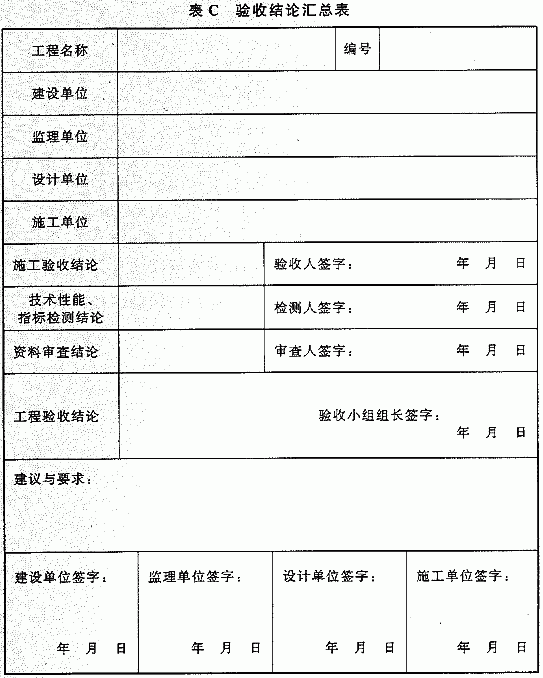 表 C 验收结论汇总表
工程名称 编号
建设单位
监理单位
设计单位
施工单位
施工验收结论 验收人签字： 年 月 日
技术性能、
指标检测结论 检测人签字： 年 月 日
资料审查结论 审查人签字： 年 月 日
工程验收结论 验收小组组长签字：
年 月 日
建议与要求：
建设单位签字： 监理单位签字： 设计单位签字： 施工单位签字：
年 月 日 年 月 日 年 月 日 年 月 日